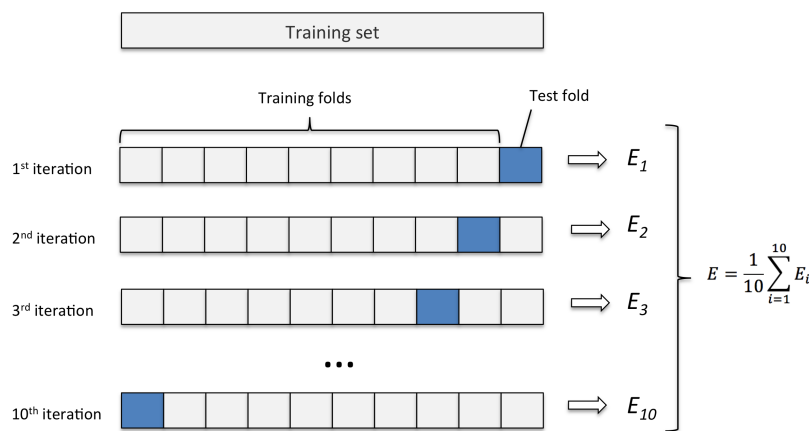 Training set
Training folds
Test fold
1st iteration
E1
2nd iteration
E2
E = 1/10 10∑i=1 Ei
3rd iteration
E3
...
10th iteration
E10